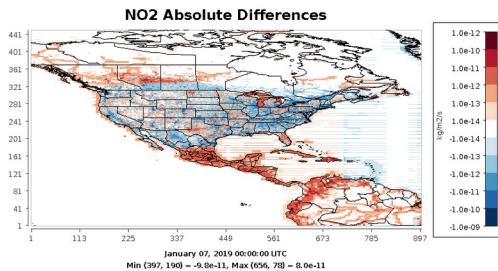 NO2 Absolute Differences
441
401
361
321
281
241
201
161
121
81
41
1
1 113 225 337 449 561 673 785 897
January 07, 2019 00:00:00 UTC
Min (397, 190) = -9.8e-11, Max (656, 78) = 8.0e-11
kg/m2/s
1.0e-12
1.0e-10
1.0e-11
1.0e-12
1.0e-13
1.0e-14
-1.0e-14
-1.0e-13
-1.0e-12
-1.0e-11
-1.0e-10
-1.0e-09